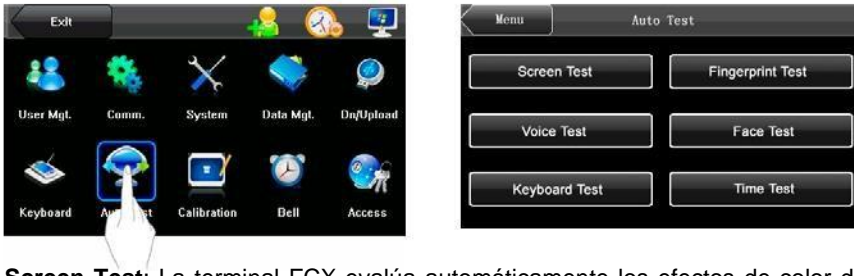 Exit
User Mgt. Comm. System Data Mgt. Dn/Upload
Keyboard Auto Test Calibration Bell Access
Menu Auto Test
Screen Test Fingerprint Test
Voice Test Face Test
Keyboard Test Time Test
Screen Test: La terminal FCX evalúa automáticamente los efectos de color d